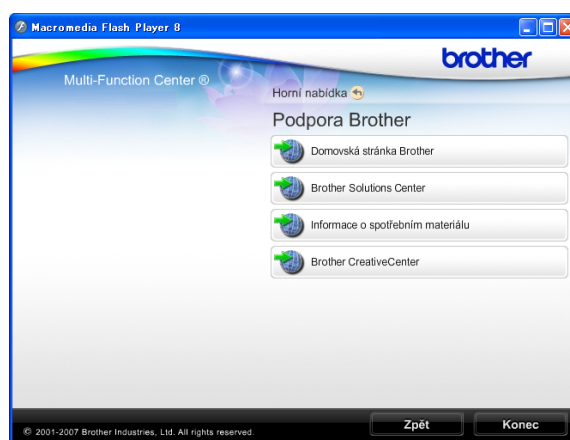 Macromedia Flash Player 8
brother
Multi-Function Center ®
Horní nabídka
Podpora Brother
Domovská stránka Brother
Brother Solutions Center
Informace o spotřebním materiálu
Brother CreativeCenter
© 2001-2007 Brother Industries, Ltd. All rights reserved.
Zpět
Konec